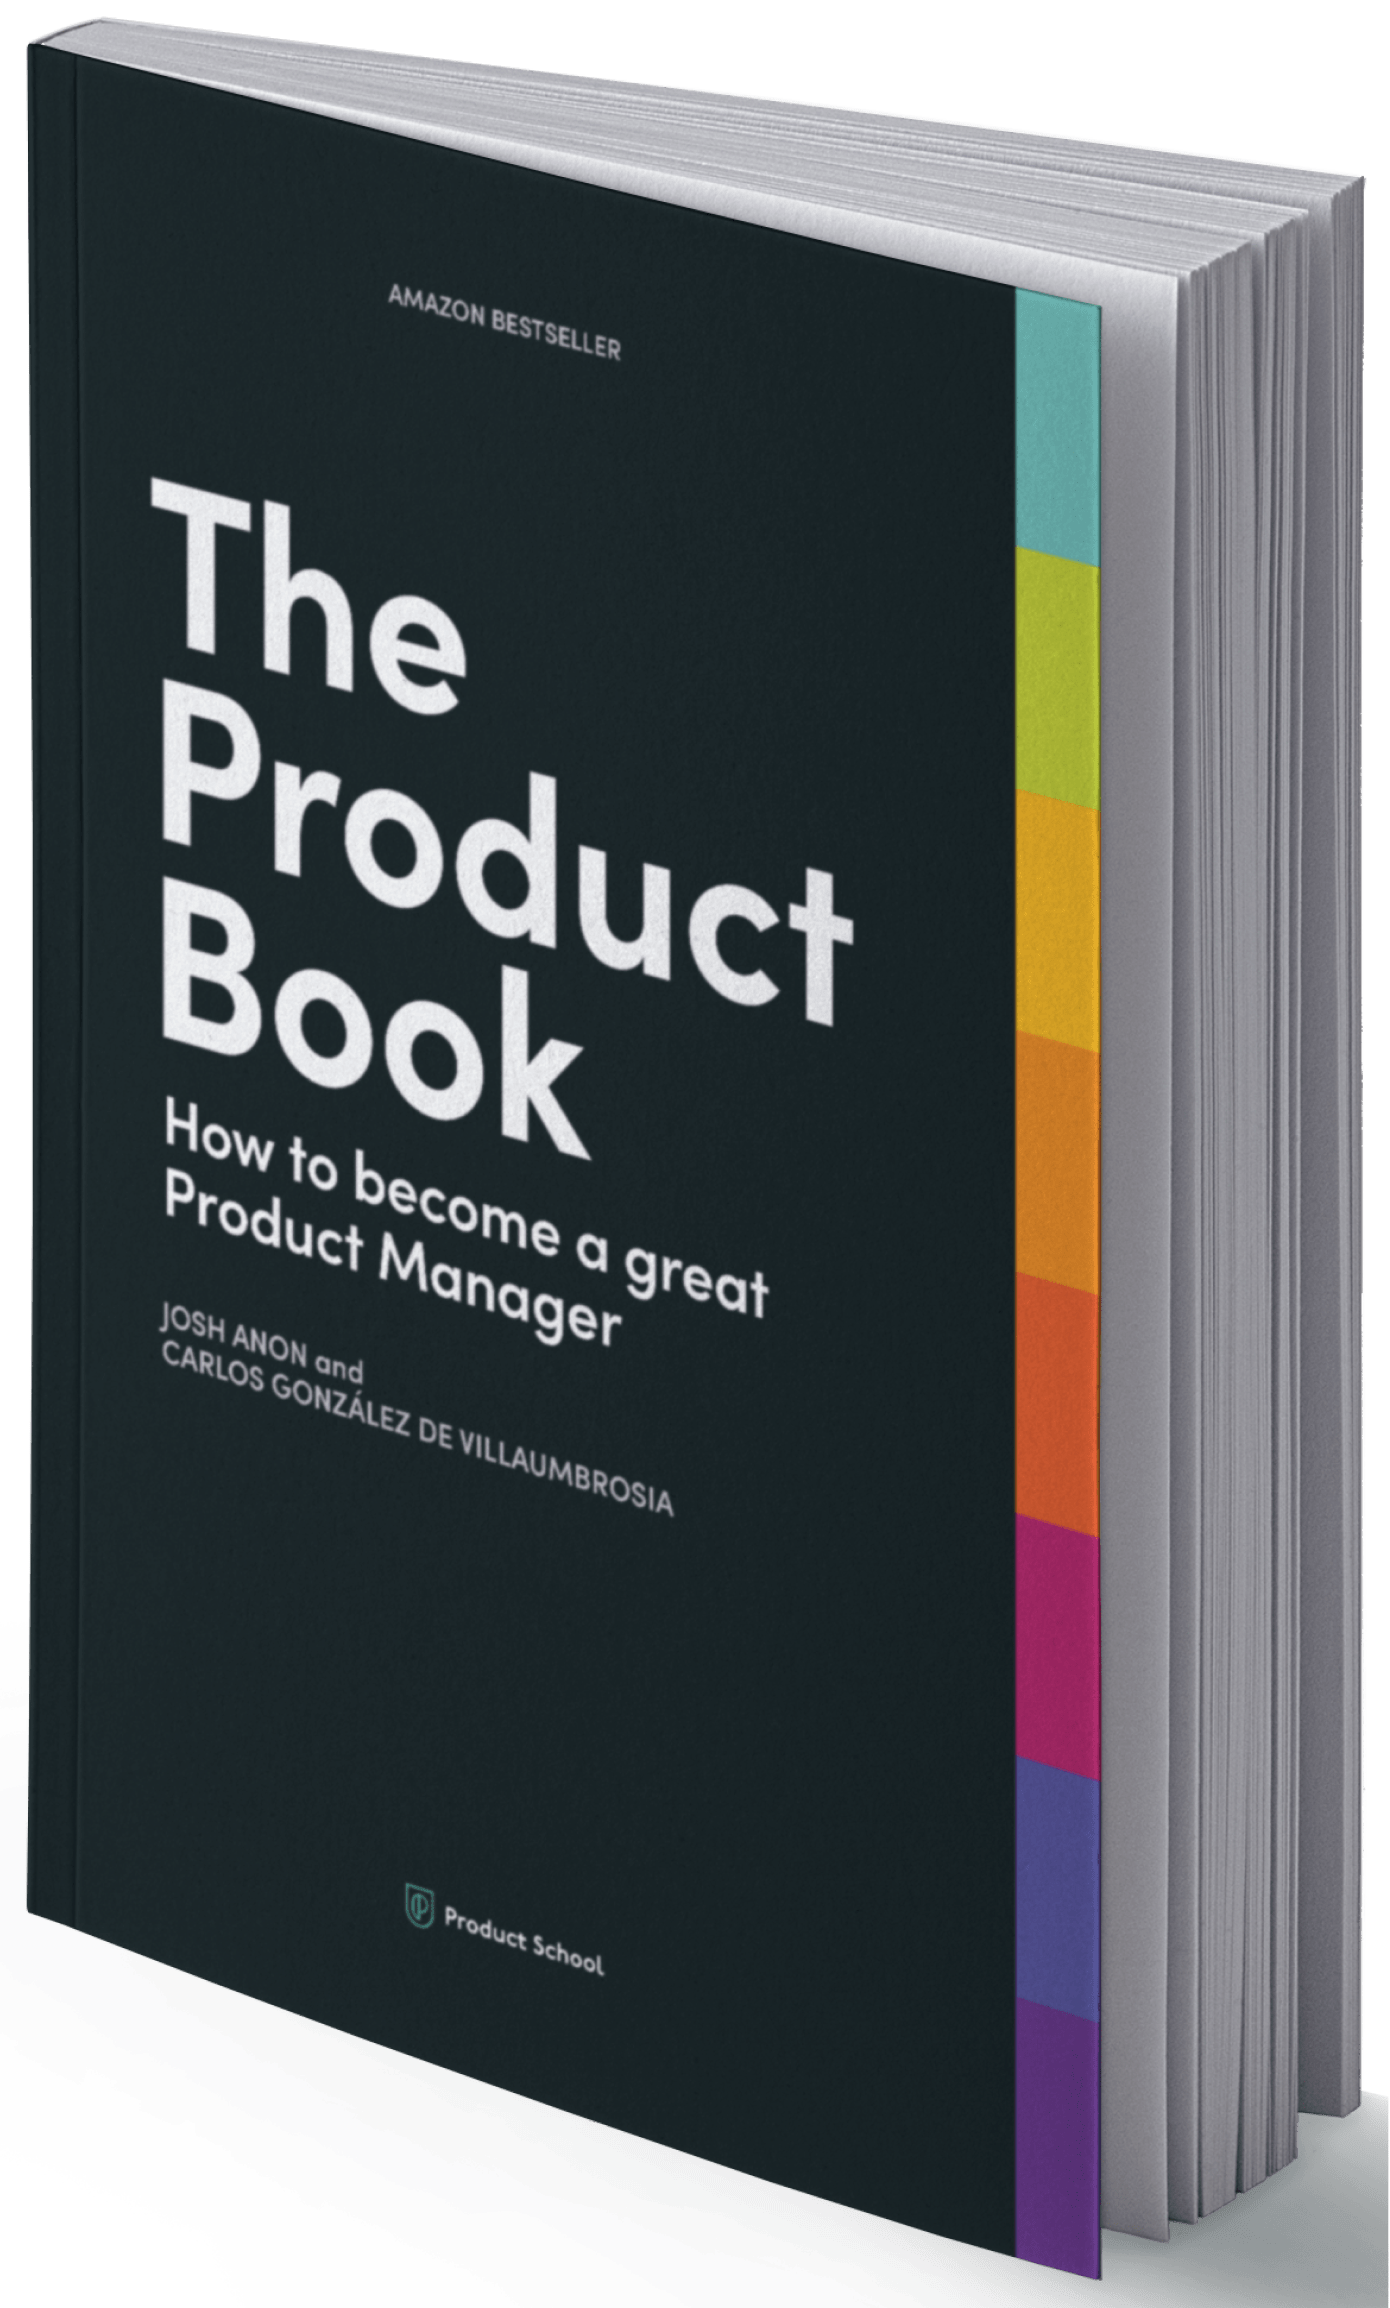 AMAZON BESTSELLER
The
Product
Book
How to become a great
Product Manager
JOSH ANON and
CARLOS GONZÁLEZ DE VILLAUMBROSIA
Product School